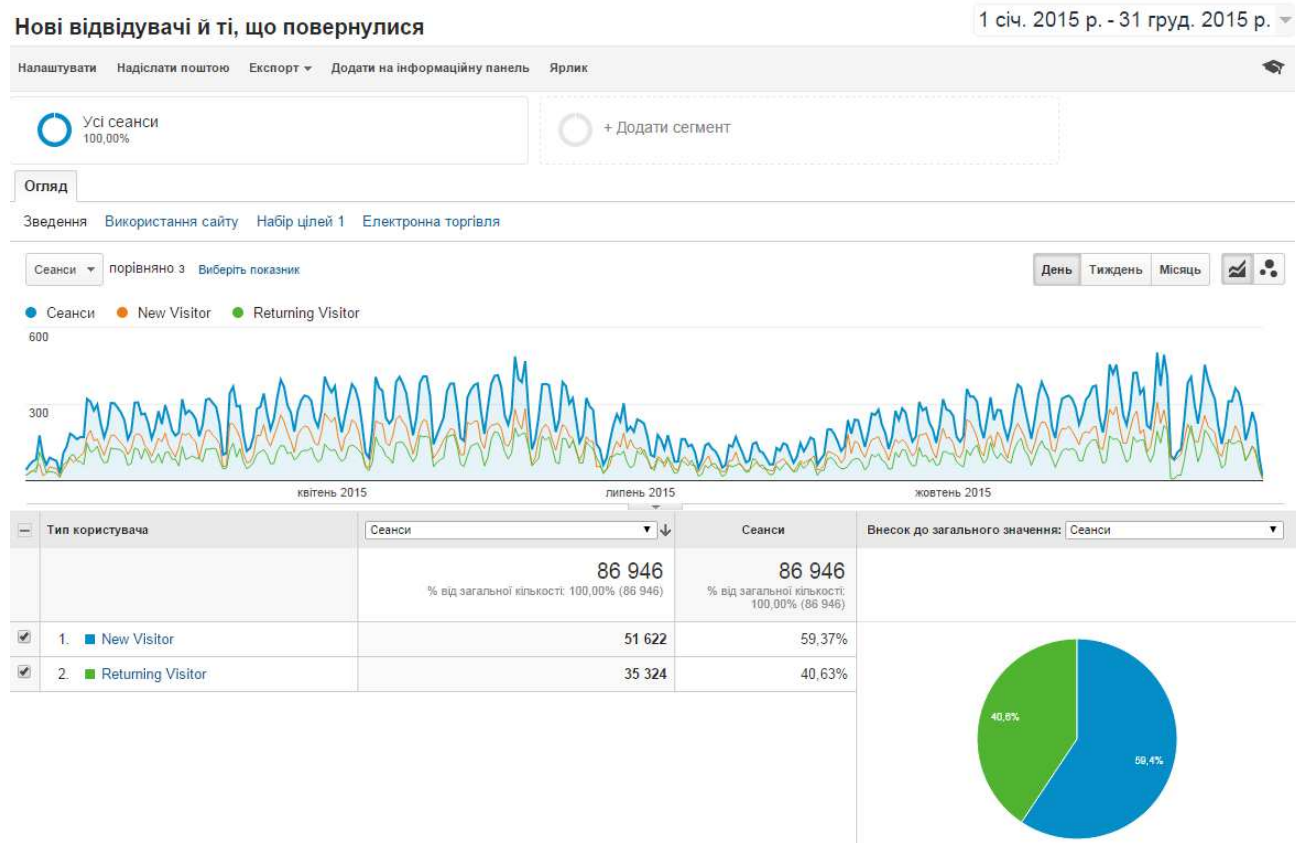 Нові відвідувачі й ті, що повернулися
1 січ. 2015 р. - 31 груд. 2015 р.
Налаштувати Надіслати поштою Експорт Додати на інформаційну панель Ярлик
Усі сеанси
100,00%
+ Додати сегмент
Огляд
Зведення Використання сайту Набір цілей 1 Електронна торгівля
Сеанси порівняно з Виберіть показник
День Тиждень Місяць
Сеанси New Visitor Returning Visitor
600
300
квітень 2015 липень 2015 жовтень 2015
Тип користувача Сеанси Сеанси Внесок до загального значення: Сеанси
86 946 86 946
% від загальної кількості: 100,00% (86 946) % від загальної кількості:
100,00% (86 946)
1. New Visitor 51 622 59,37%
2. Returning Visitor 35 324 40,63%
40,6%
59,4%